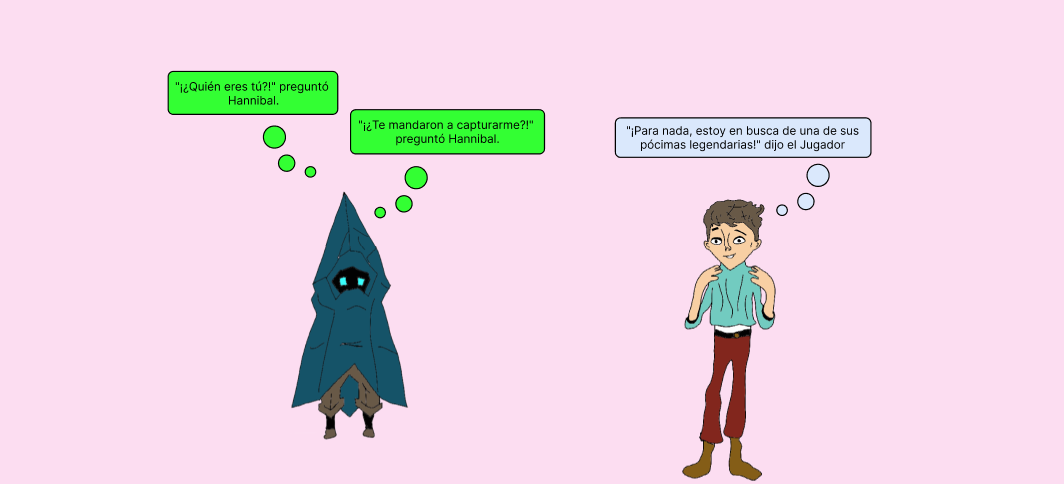 "¡¿Quién eres tú?!" preguntó
Hannibal.
"¡¿Te mandaron a capturarme?!"
preguntó Hannibal.
"¡Para nada, estoy en busca de una de sus
pócimas legendarias!" dijo el Jugador